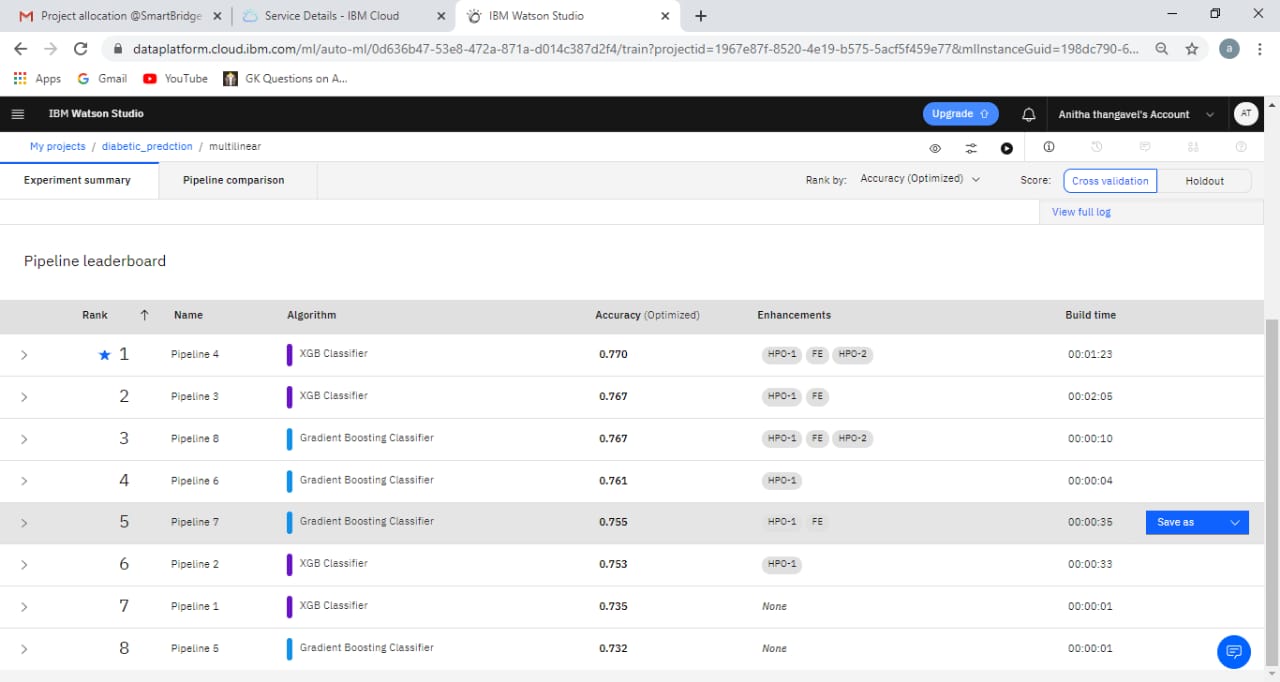 Project allocation @SmartBridge
Service Details - IBM Cloud
IBM Watson Studio
dataplatform.cloud.ibm.com/ml/auto-ml/0d636b47-53e8-472a-871a-d014c387d2f4/train?projectid=1967e87f-8520-4e19-b575-5acf5f459e77&mlInstanceGuid=198dc790-6...
a
Apps Gmail YouTube GK Questions on A...
IBM Watson Studio Upgrade Anitha thangavel's Account AT
My projects / diabetic_predction / multilinear
Experiment summary Pipeline comparison Rank by: Accuracy (Optimized) Score: Cross validation Holdout
View full log
Pipeline leaderboard
Rank Name Algorithm Accuracy (Optimized) Enhancements Build time
1 Pipeline 4 XGB Classifier 0.770 HPO-1 FE HPO-2 00:01:23
2 Pipeline 3 XGB Classifier 0.767 HPO-1 FE 00:02:05
3 Pipeline 8 Gradient Boosting Classifier 0.767 HPO-1 FE HPO-2 00:00:10
4 Pipeline 6 Gradient Boosting Classifier 0.761 HPO-1 00:00:04
5 Pipeline 7 Gradient Boosting Classifier 0.755 HPO-1 FE 00:00:35 Save as
6 Pipeline 2 XGB Classifier 0.753 HPO-1 00:00:33
7 Pipeline 1 XGB Classifier 0.735 None 00:00:01
8 Pipeline 5 Gradient Boosting Classifier 0.732 None 00:00:01